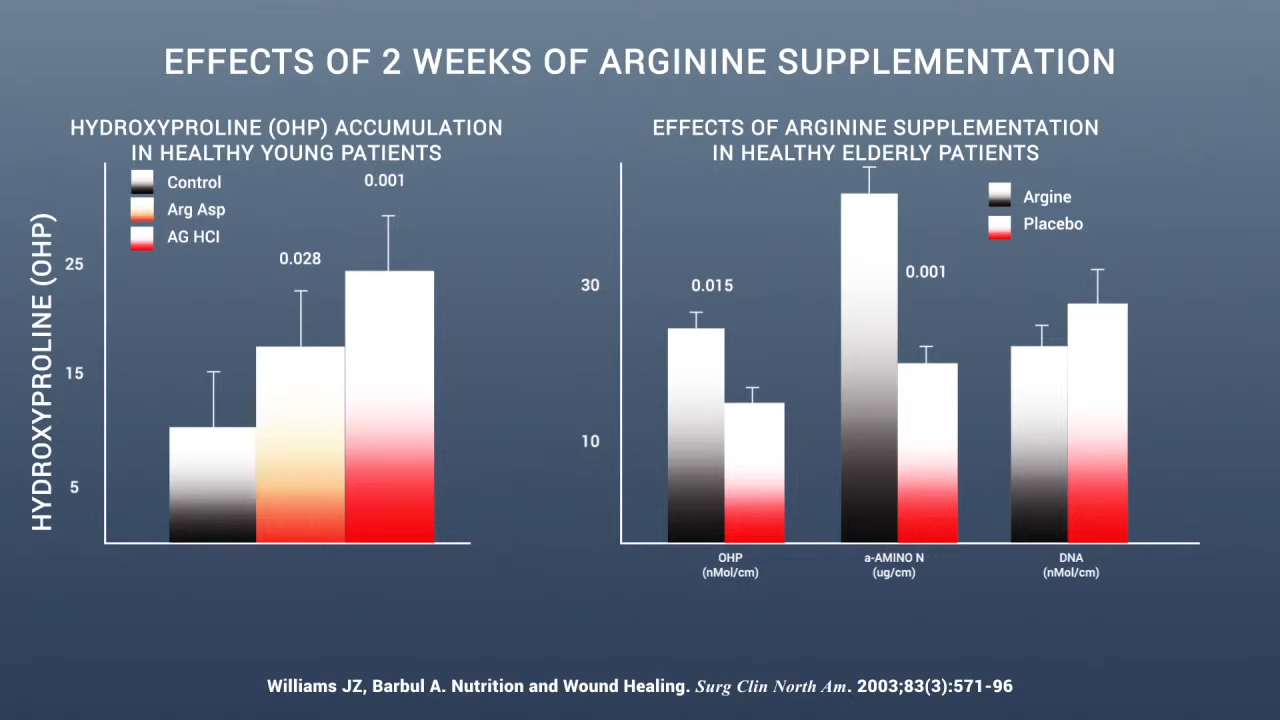 EFFECTS OF 2 WEEKS OF ARGININE SUPPLEMENTATION
HYDROXYPROLINE (OHP) ACCUMULATION
IN HEALTHY YOUNG PATIENTS
HYDROXYPROLINE (OHP)
25
15
5
Control
Arg Asp
AG HCl
0.028
0.001
EFFECTS OF ARGININE SUPPLEMENTATION
IN HEALTHY ELDERLY PATIENTS
30
10
Argine
Placebo
0.015
0.001
OHP
(nMol/cm)
a-AMINO N
(ug/cm)
DNA
(nMol/cm)
Williams JZ, Barbul A. Nutrition and Wound Healing. Surg Clin North Am. 2003;83(3):571-96